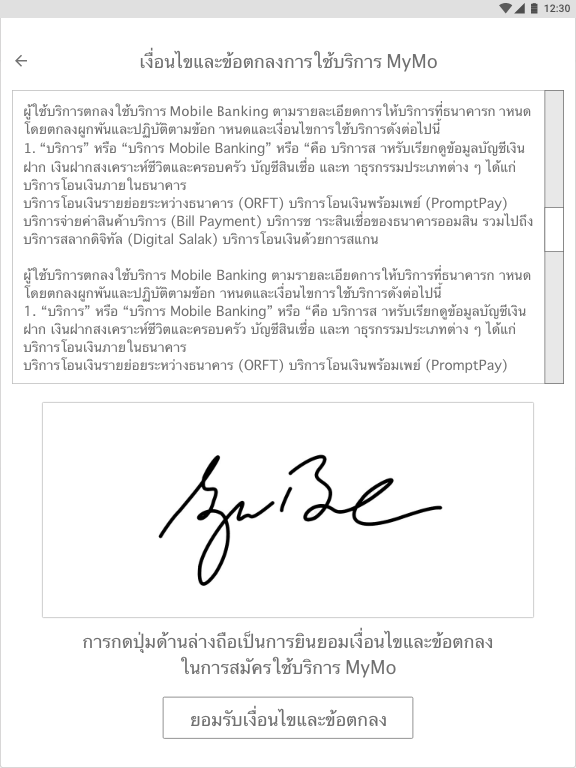 12:30
เงื่อนไขและข้อตกลงการใช้บริการ MyMo
ผู้ใช้บริการตกลงใช้บริการ Mobile Banking ตามรายละเอียดการให้บริการที่ธนาคารก าหนด
โดยตกลงผูกพันและปฏิบัติตามข้อก าหนดและเงื่อนไขการใช้บริการดังต่อไปนี้
1. “บริการ” หรือ “บริการ Mobile Banking” หรือ “คือ บริการส าหรับเรียกดูข้อมูลบัญชีเงิน
ฝาก เงินฝากสงเคราะห์ชีวิตและครอบครัว บัญชีสินเชื่อ และท าธุรกรรมประเภทต่าง ๆ ได้แก่
บริการโอนเงินภายในธนาคาร
บริการโอนเงินรายย่อยระหว่างธนาคาร (ORFT) บริการโอนเงินพร้อมเพย์ (PromptPay)
บริการจ่ายค่าสินค้าบริการ (Bill Payment) บริการช าระสินเชื่อของธนาคารออมสิน รวมไปถึง
บริการสลากดิจิทัล (Digital Salak) บริการโอนเงินด้วยการสแกน
ผู้ใช้บริการตกลงใช้บริการ Mobile Banking ตามรายละเอียดการให้บริการที่ธนาคารก าหนด
โดยตกลงผูกพันและปฏิบัติตามข้อก าหนดและเงื่อนไขการใช้บริการดังต่อไปนี้
1. “บริการ” หรือ “บริการ Mobile Banking” หรือ “คือ บริการส าหรับเรียกดูข้อมูลบัญชีเงิน
ฝาก เงินฝากสงเคราะห์ชีวิตและครอบครัว บัญชีสินเชื่อ และท าธุรกรรมประเภทต่าง ๆ ได้แก่
บริการโอนเงินภายในธนาคาร
บริการโอนเงินรายย่อยระหว่างธนาคาร (ORFT) บริการโอนเงินพร้อมเพย์ (PromptPay)
การกดปุ่มด้านล่างถือเป็นการยินยอมเงื่อนไขและข้อตกลง
ในการสมัครใช้บริการ MyMo
ยอมรับเงื่อนไขและข้อตกลง